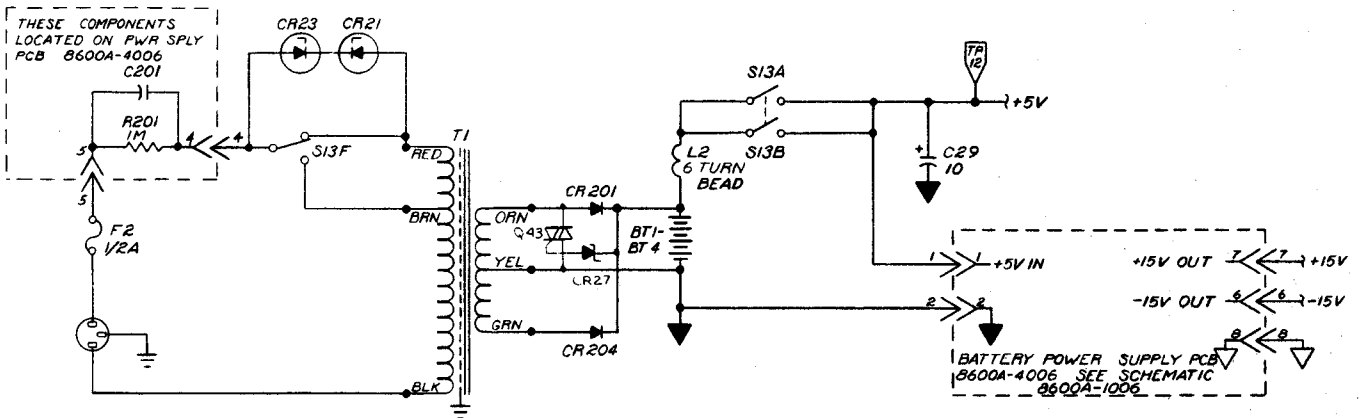 THESE COMPONENTS
LOCATED ON PWR SPLY
PCB 8600A-4006
C201
R201
1M
5
5
4
4
F2
1/2A
CR23
CR21
S13F
RED
BRN
BLK
T1
ORN
YEL
GRN
Q43
CR201
CR27
CR204
BT1-
BT4
L2
6 TURN
BEAD
S13A
S13B
TP
12
+5V
+
C29
10
1
1
+5V IN
2
2
+15V OUT
7
7
+15V
-15V OUT
6
6
-15V
8
8
BATTERY POWER SUPPLY PCB
8600A-4006 SEE SCHEMATIC
8600A-1006